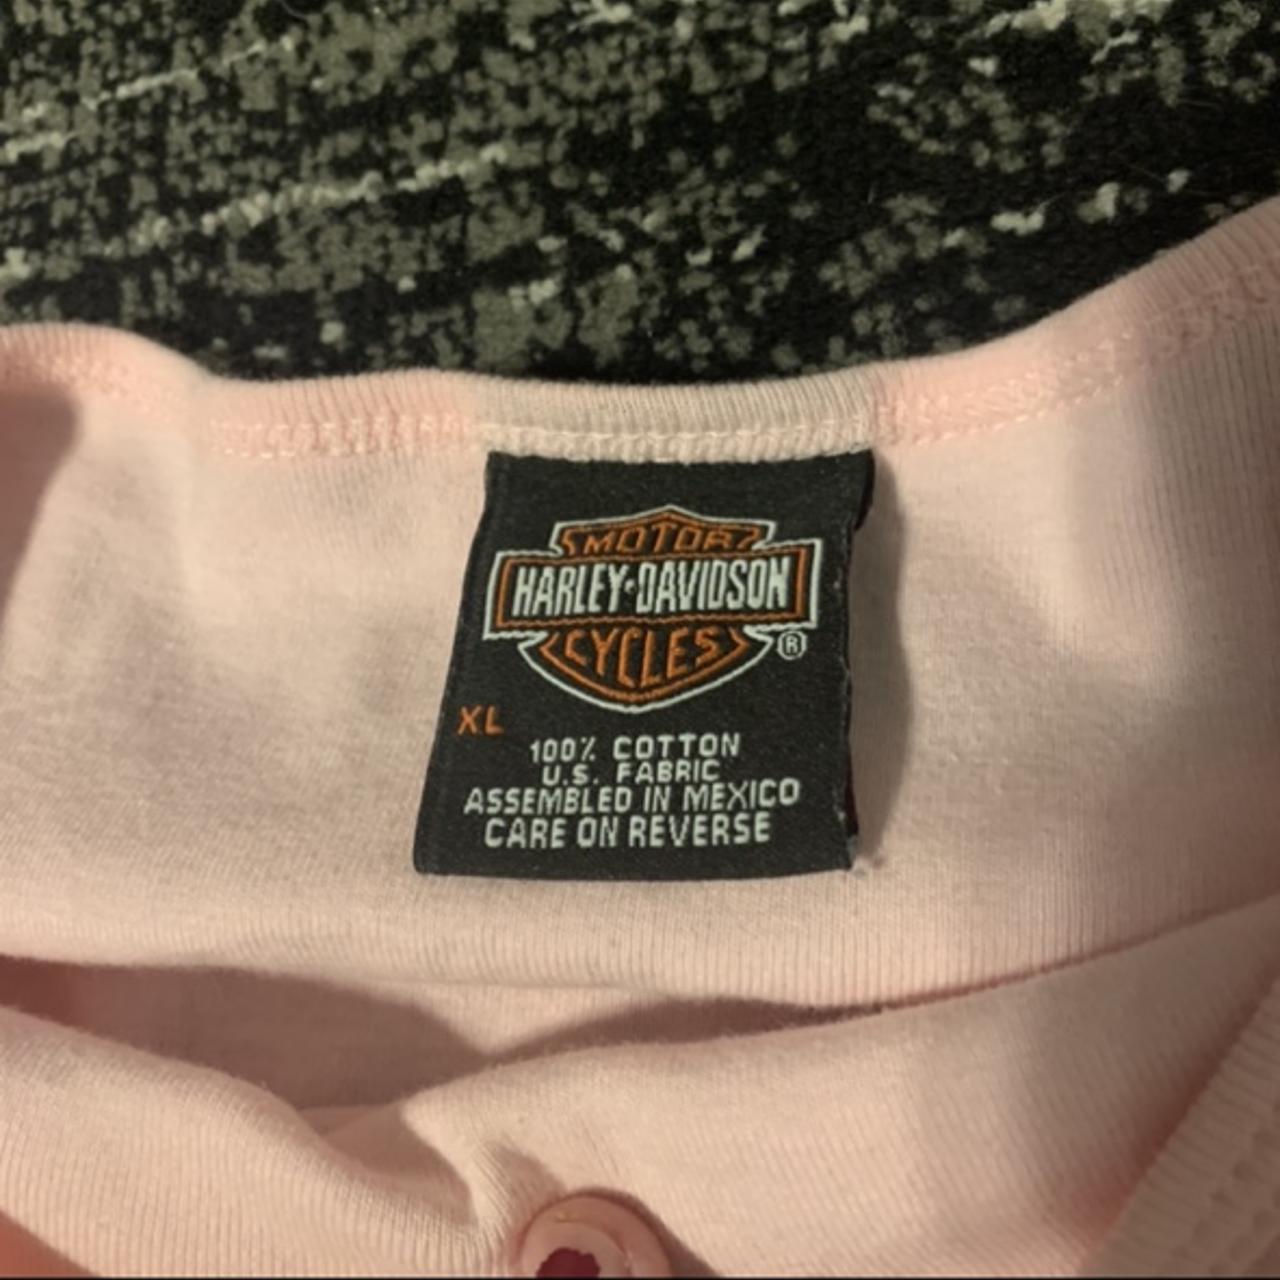 MOTOR
HARLEY-DAVIDSON
CYCLES
®
XL
100% COTTON
U.S. FABRIC
ASSEMBLED IN MEXICO
CARE ON REVERSE